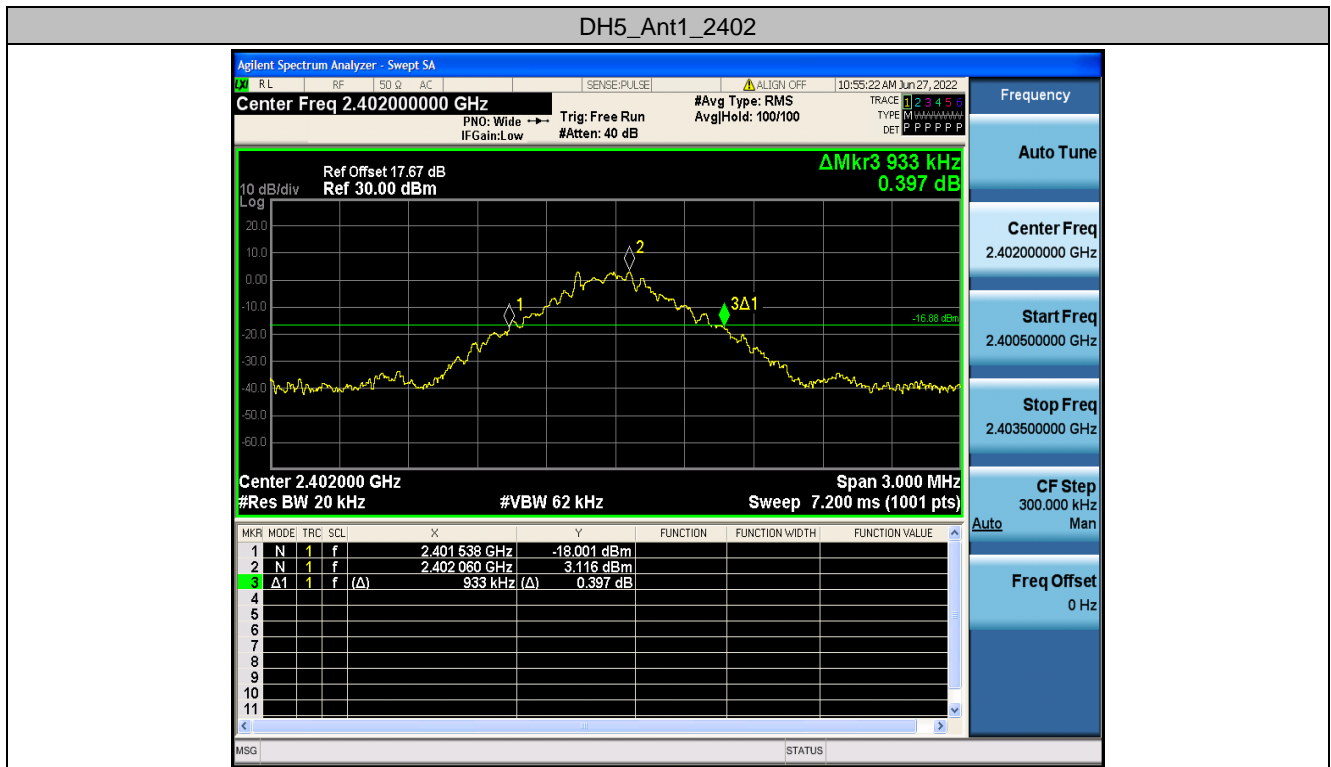 DH5_Ant1_2402
Agilent Spectrum Analyzer - Swept SA
LXI RL RF 50 Ω AC SENSE:PULSE ALIGN OFF 10:55:22 AM Jun 27, 2022
Center Freq 2.402000000 GHz
PNO: Wide
IFGain:Low
Trig: Free Run
#Atten: 40 dB
#Avg Type: RMS
Avg|Hold: 100/100
TRACE 1 2 3 4 5 6
TYPE M
DET P P P P P P
ΔMkr3 933 kHz
0.397 dB
Ref Offset 17.67 dB
10 dB/div Ref 30.00 dBm
Log
20.0
10.0
0.00
-10.0
-20.0
-30.0
-40.0
-50.0
-60.0
1
2
3Δ1
-16.88 dBm
Center 2.402000 GHz Span 3.000 MHz
#Res BW 20 kHz #VBW 62 kHz Sweep 7.200 ms (1001 pts)
MKR MODE TRC SCL X Y FUNCTION FUNCTION WIDTH FUNCTION VALUE
1 N 1 f 2.401 538 GHz -18.001 dBm
2 N 1 f 2.402 060 GHz 3.116 dBm
3 Δ1 1 f (Δ) 933 kHz (Δ) 0.397 dB
4
5
6
7
8
9
10
11
MSG STATUS
Frequency
Auto Tune
Center Freq
2.402000000 GHz
Start Freq
2.400500000 GHz
Stop Freq
2.403500000 GHz
CF Step
300.000 kHz
Auto Man
Freq Offset
0 Hz